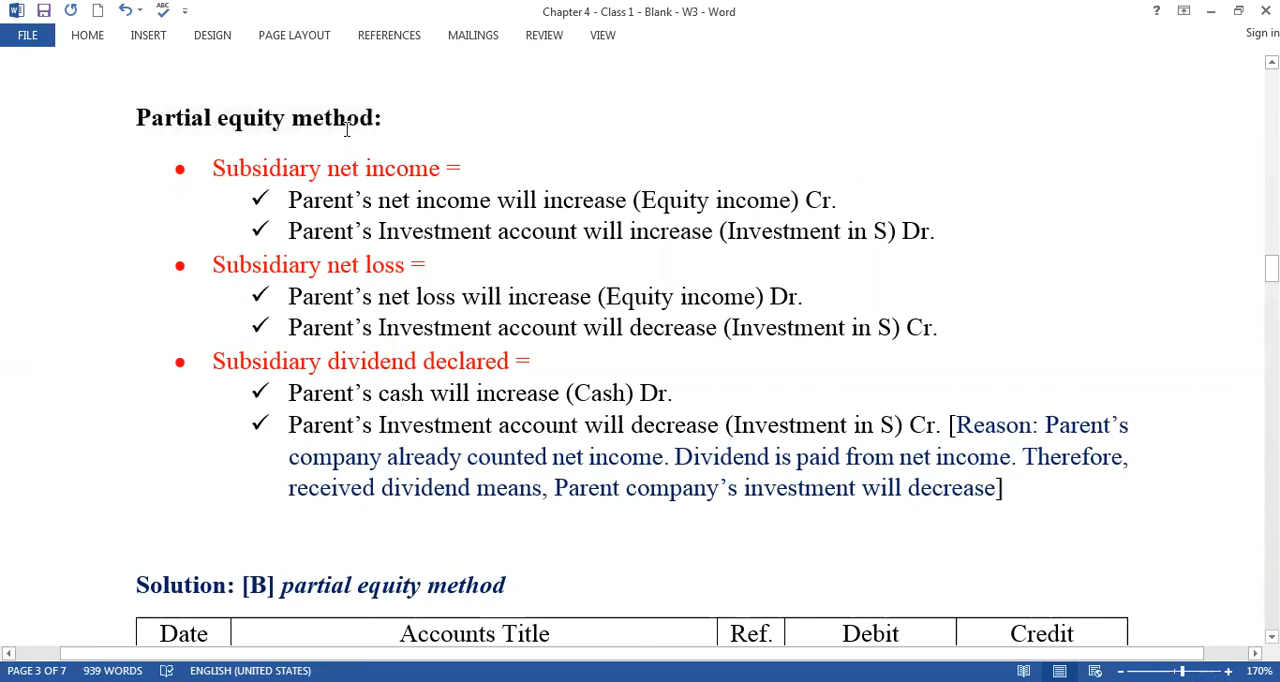 Chapter 4 - Class 1 - Blank - W3 - Word
FILE HOME INSERT DESIGN PAGE LAYOUT REFERENCES MAILINGS REVIEW VIEW Sign in
Partial equity method:
• Subsidiary net income =
✓ Parent’s net income will increase (Equity income) Cr.
✓ Parent’s Investment account will increase (Investment in S) Dr.
• Subsidiary net loss =
✓ Parent’s net loss will increase (Equity income) Dr.
✓ Parent’s Investment account will decrease (Investment in S) Cr.
• Subsidiary dividend declared =
✓ Parent’s cash will increase (Cash) Dr.
✓ Parent’s Investment account will decrease (Investment in S) Cr. [Reason: Parent’s
company already counted net income. Dividend is paid from net income. Therefore,
received dividend means, Parent company’s investment will decrease]
Solution: [B] partial equity method
Date Accounts Title Ref. Debit Credit
PAGE 3 OF 7 939 WORDS ENGLISH (UNITED STATES) 170%